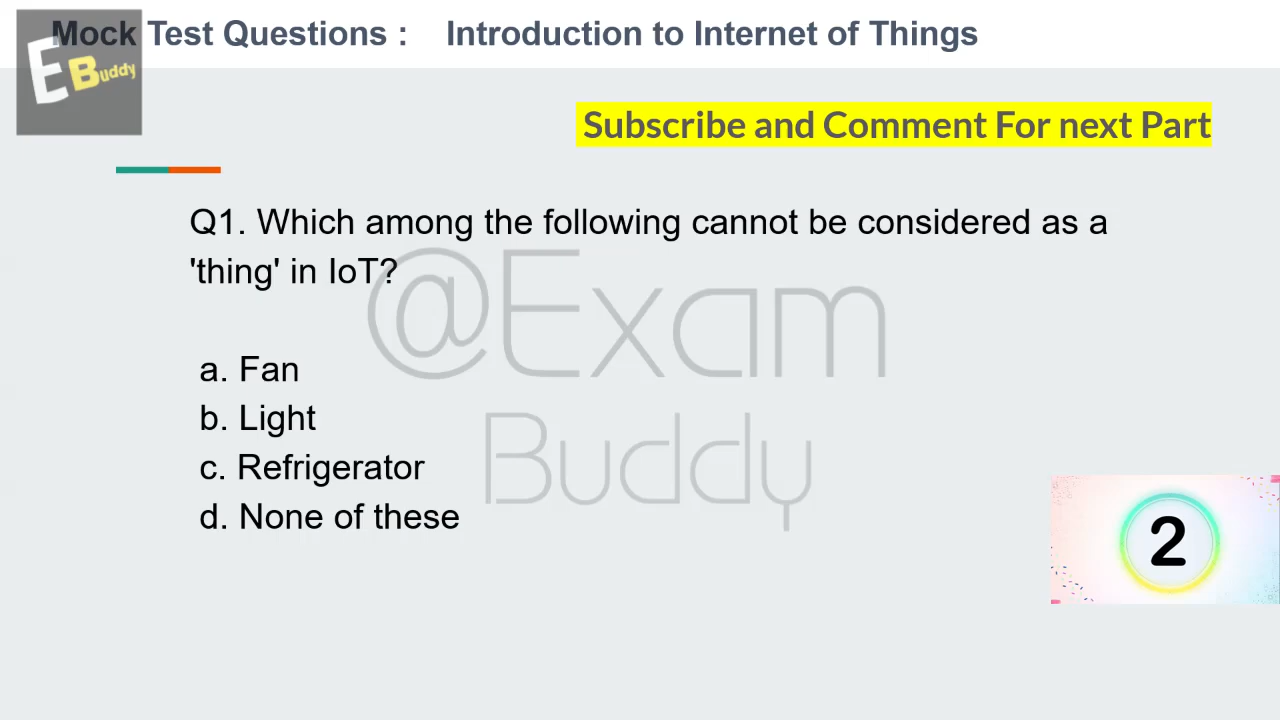 Mock Test Questions : Introduction to Internet of Things
E Buddy
Subscribe and Comment For next Part
Q1. Which among the following cannot be considered as a
'thing' in IoT?
@Exam
Buddy
a. Fan
b. Light
c. Refrigerator
d. None of these
2